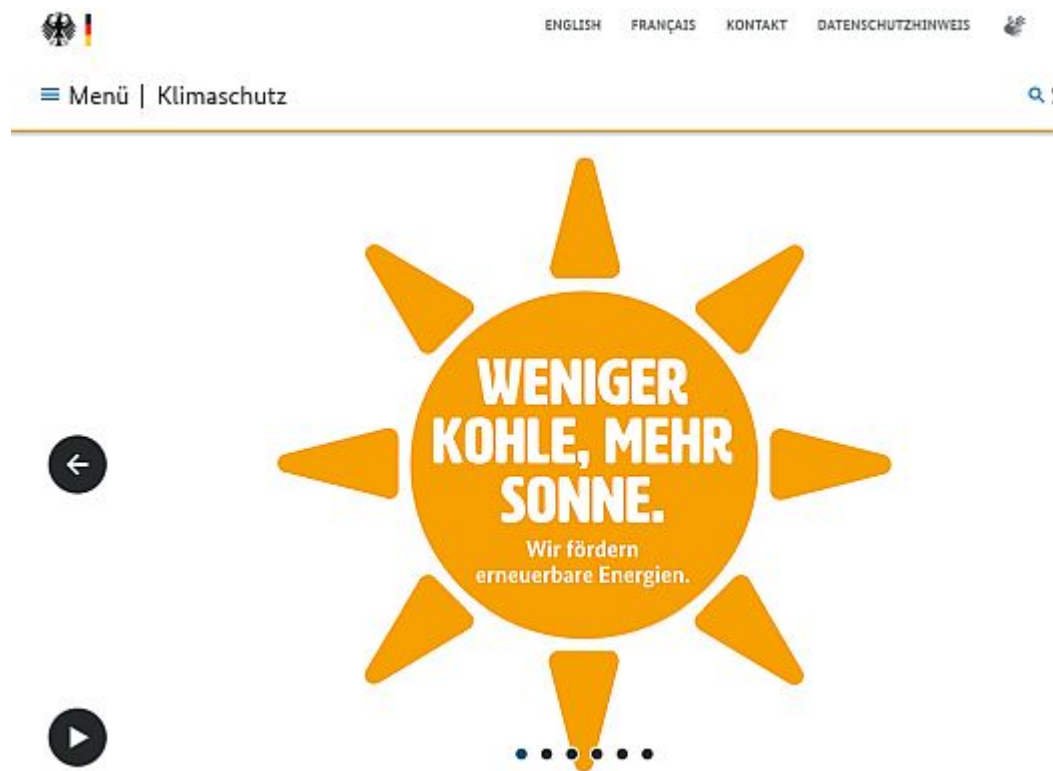 ENGLISH FRANÇAIS KONTAKT DATENSCHUTZHINWEIS
Menü | Klimaschutz
WENIGER
KOHLE, MEHR
SONNE.
Wir fördern
erneuerbare Energien.